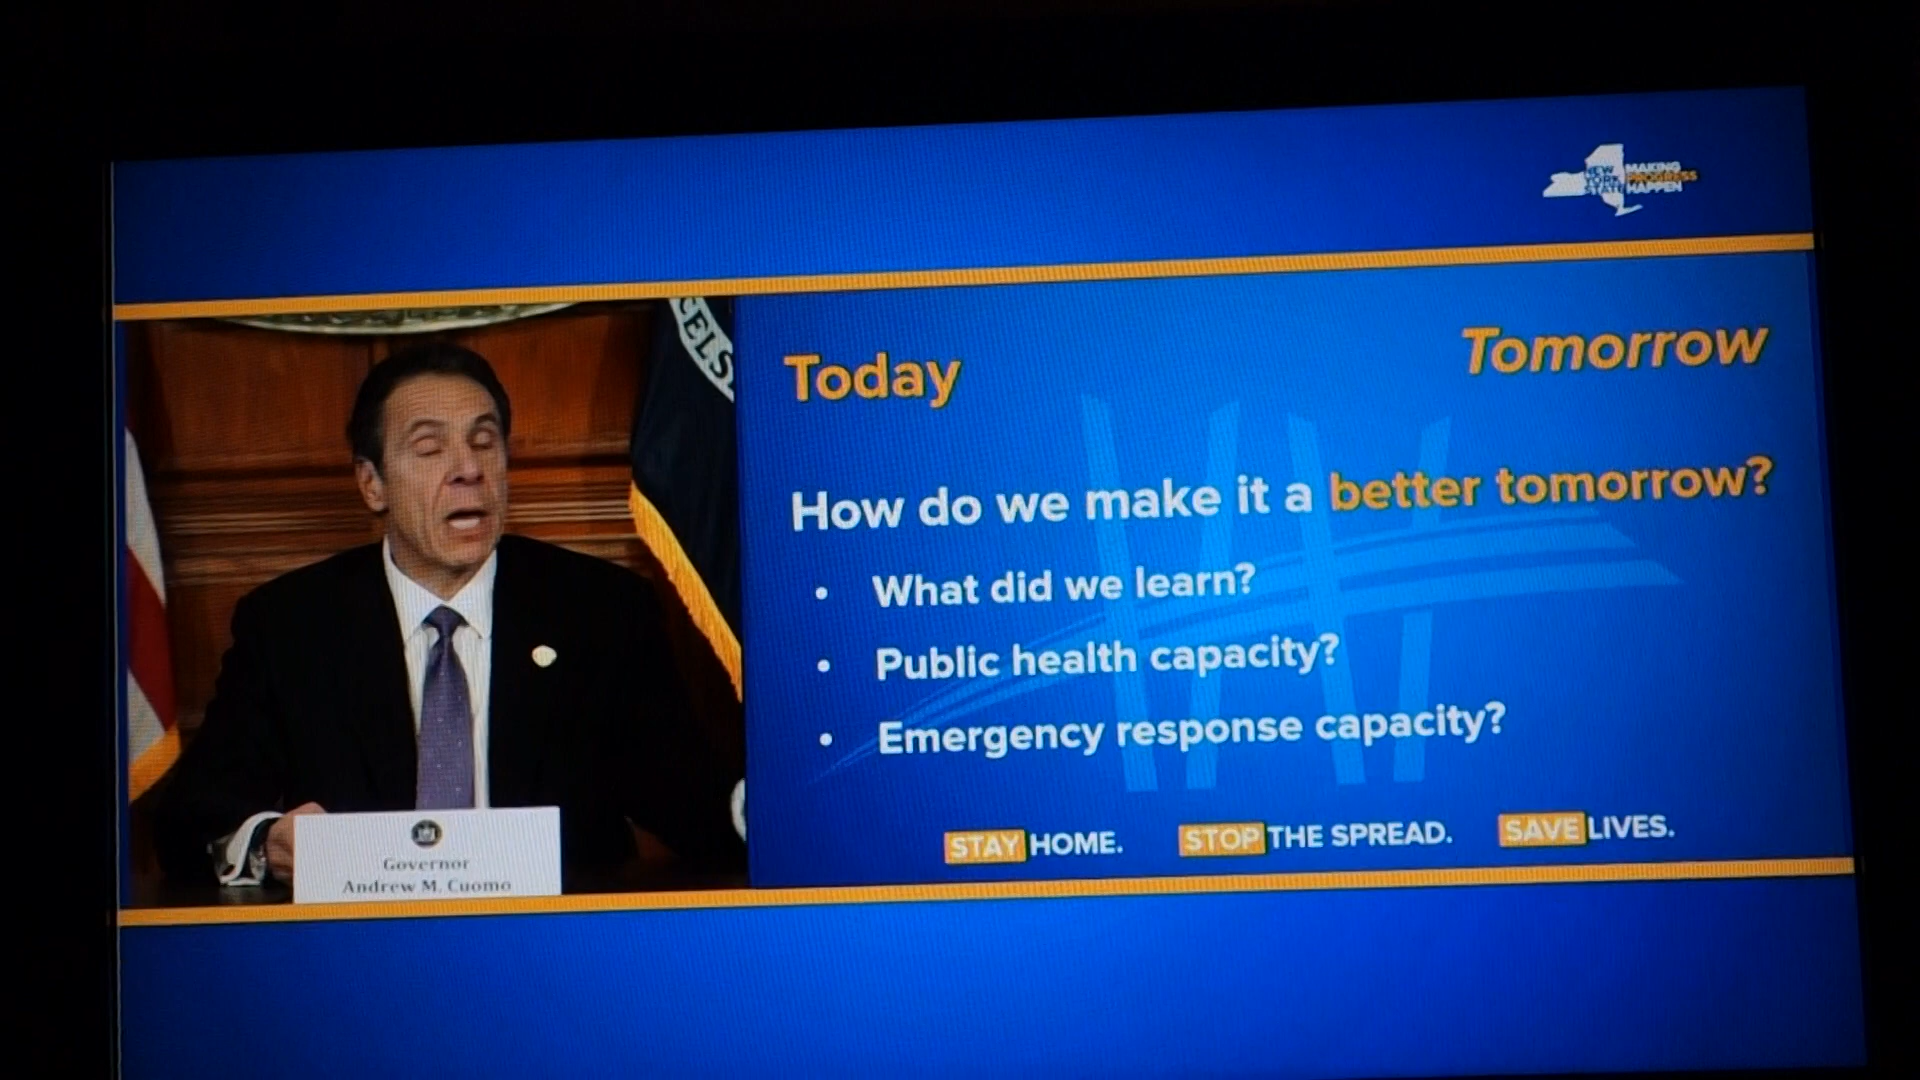 NEW
YORK
STATE
MAKING
PROGRESS
HAPPEN
CELS
Today
Tomorrow
How do we make it a better tomorrow?
• What did we learn?
• Public health capacity?
• Emergency response capacity?
STAY HOME. STOP THE SPREAD. SAVE LIVES.
Governor
Andrew M. Cuomo